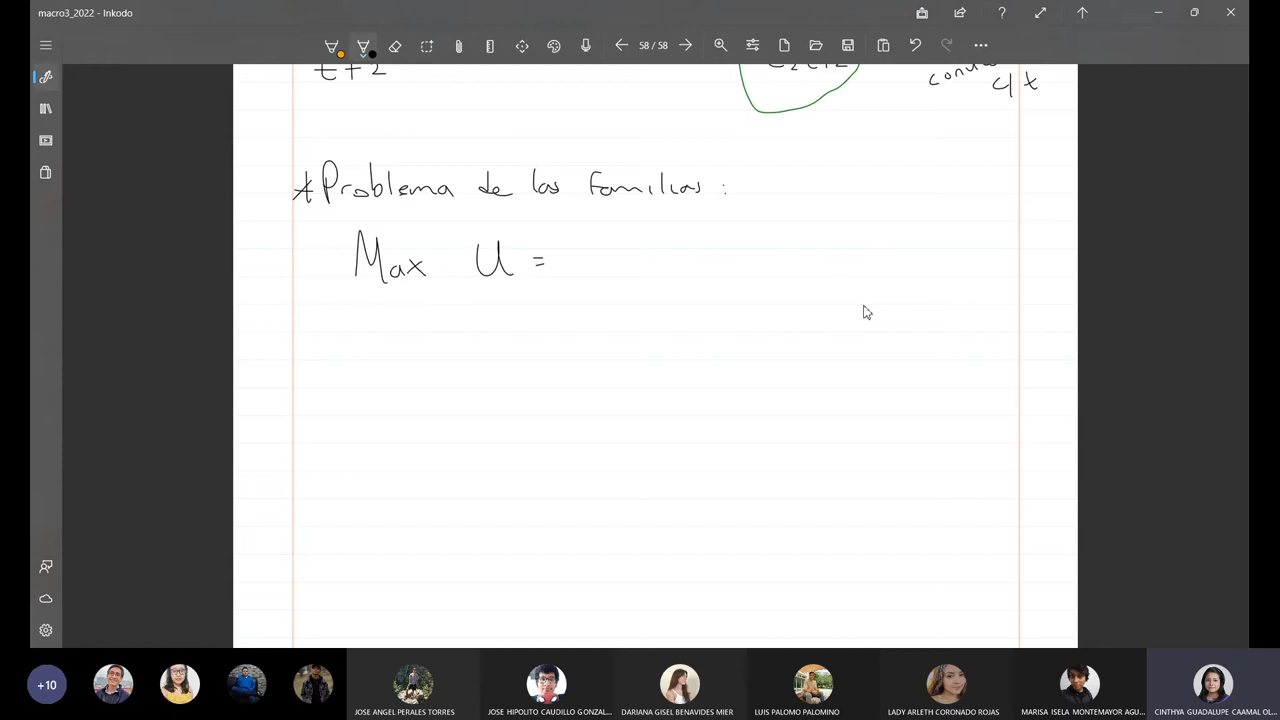 macro3_2022 - Inkodo
58 / 58
t+2
C2t+2
q t
*Problema de las familias :
Max U =
+10
JOSE ANGEL PERALES TORRES
JOSE HIPOLITO CAUDILLO GONZAL...
DARIANA GISEL BENAVIDES MIER
LUIS PALOMO PALOMINO
LADY ARLETH CORONADO ROJAS
MARISA ISELA MONTEMAYOR AGU...
CINTHYA GUADALUPE CAAMAL OL...